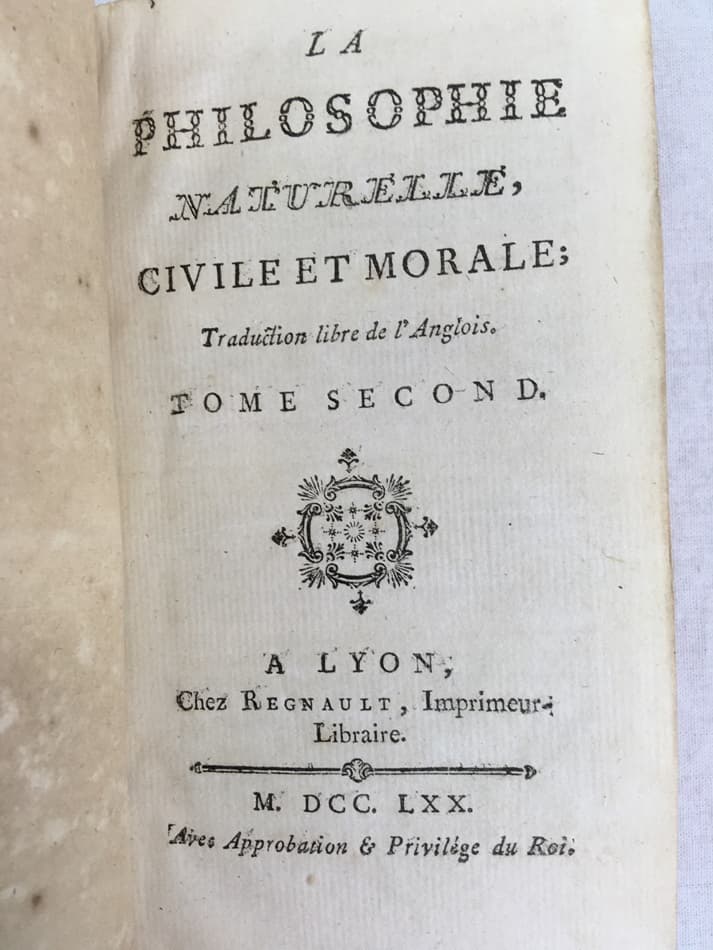 LA
PHILOSOPHIE
NATURELLE,
CIVILE ET MORALE;
Traduction libre de l'Anglois.
TOME SECOND.
A LYON,
Chez REGNAULT, Imprimeur-
Libraire.
M. DCC. LXX.
Avec Approbation & Privilége du Roi.